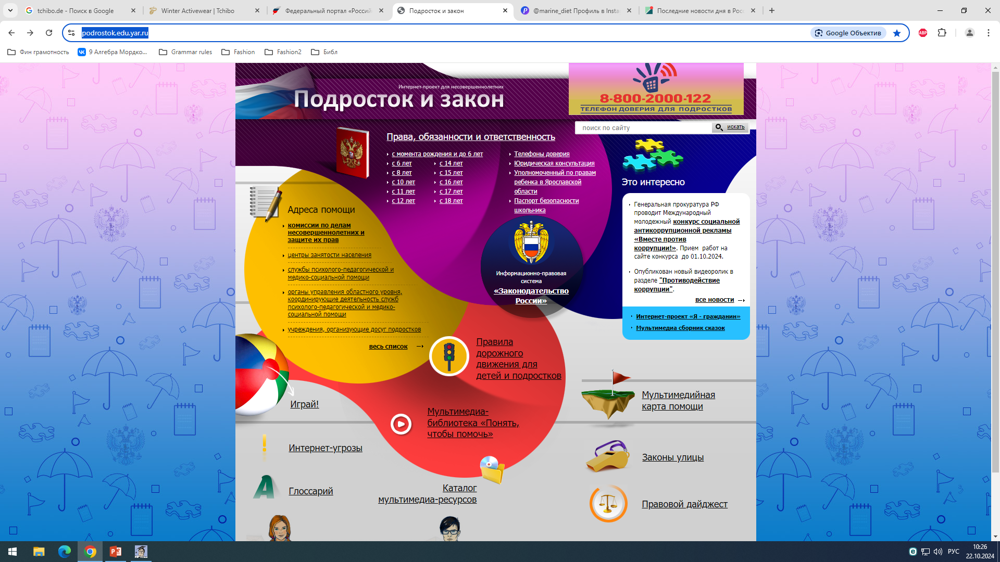 tchibo.de - Поиск в Google
Winter Activewear | Tchibo
Федеральный портал «Россий
Подросток и закон
@marine_diet Профиль в Insta
Последние новости дня в Рос
podrostok.edu.yar.ru
Google Объектив
ABP
Фин грамотность
9 Алгебра Мордко...
Grammar rules
Fashion
Fashion2
Библ
Интернет-проект для несовершеннолетних
Подросток и закон
8-800-2000-122
ТЕЛЕФОН ДОВЕРИЯ ДЛЯ ПОДРОСТКОВ
поиск по сайту
искать
Права, обязанности и ответственность
с момента рождения и до 6 лет
с 6 лет
с 8 лет
с 10 лет
с 11 лет
с 12 лет
с 14 лет
с 15 лет
с 16 лет
с 17 лет
с 18 лет
Телефоны доверия
Юридическая консультация
Уполномоченный по правам
ребенка в Ярославской
области
Паспорт безопасности
школьника
Это интересно
Генеральная прокуратура РФ
проводит Международный
молодежный конкурс социальной
антикоррупционной рекламы
«Вместе против
коррупции!». Прием работ на
сайте конкурса до 01.10.2024.
Опубликован новый видеоролик в
разделе "Противодействие
коррупции".
все новости
Интернет-проект «Я - гражданин»
Мультимедиа сборник сказок
Адреса помощи
комиссии по делам
несовершеннолетних и
защите их прав
центры занятости населения
службы психолого-педагогической и
медико-социальной помощи
органы управления областного уровня,
координирующие деятельность служб
психолого-педагогической и медико-
социальной помощи
учреждения, организующие досуг подростков
весь список
Информационно-правовая
система
«Законодательство
России»
Правила
дорожного
движения для
детей и подростков
Играй!
Мультимедиа-
библиотека «Понять,
чтобы помочь»
Мультимедийная
карта помощи
Интернет-угрозы
Законы улицы
Глоссарий
Каталог
мультимедиа-ресурсов
Правовой дайджест
РУС
10:26
22.10.2024